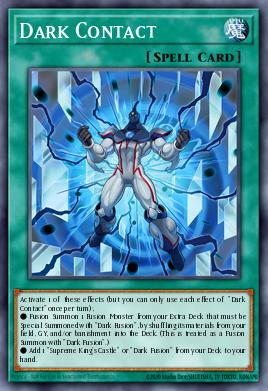 DARK CONTACT
魔
[SPELL CARD]
Activate 1 of these effects (but you can only use each effect of "Dark
Contact" once per turn);
● Fusion Summon 1 Fusion Monster from your Extra Deck that must be
Special Summoned with "Dark Fusion", by shuffling its materials from your
field, GY, and/or banishment into the Deck. (This is treated as a Fusion
Summon with "Dark Fusion".)
● Add 1 "Supreme King's Castle" or "Dark Fusion" from your Deck to your
hand.